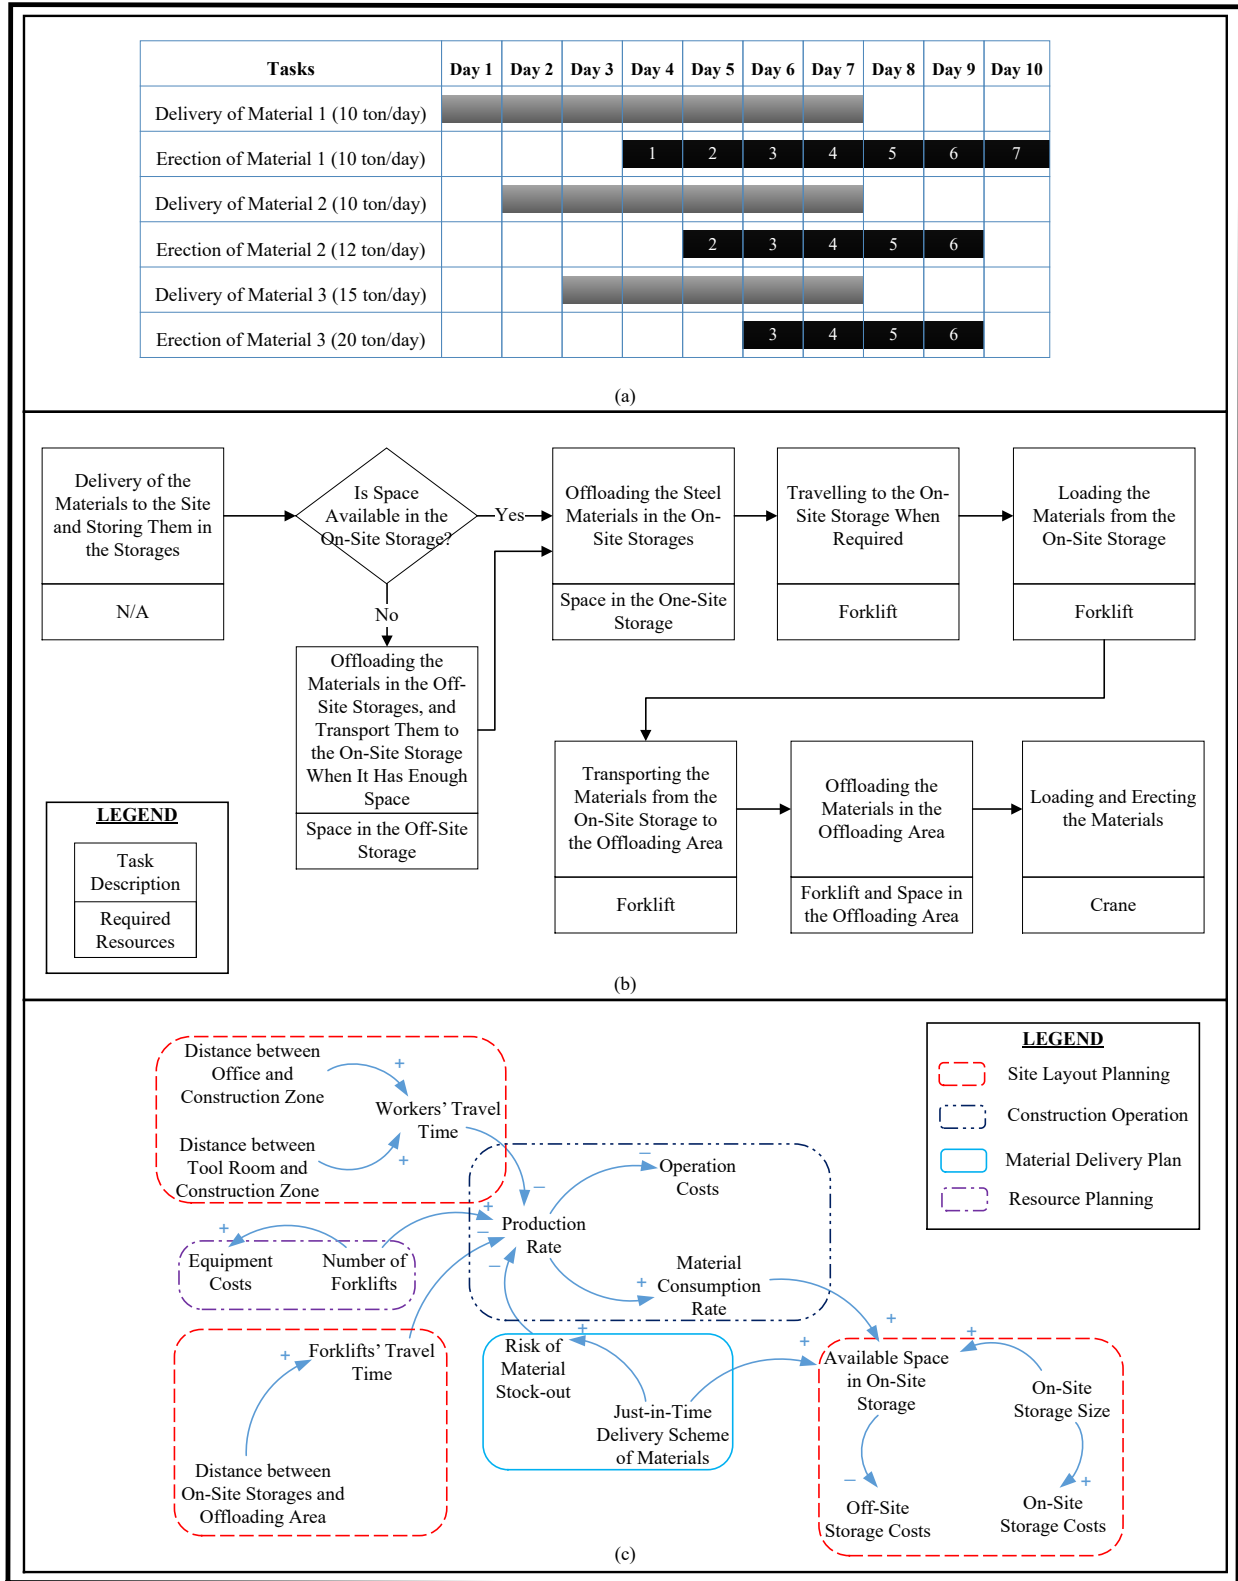 Tasks Day 1 Day 2 Day 3 Day 4 Day 5 Day 6 Day 7 Day 8 Day 9 Day 10
Delivery of Material 1 (10 ton/day)
Erection of Material 1 (10 ton/day) 1 2 3 4 5 6 7
Delivery of Material 2 (10 ton/day)
Erection of Material 2 (12 ton/day) 2 3 4 5 6
Delivery of Material 3 (15 ton/day)
Erection of Material 3 (20 ton/day) 3 4 5 6
(a)
Delivery of the
Materials to the Site
and Storing Them in
the Storages
N/A
Is Space
Available in the
On-Site Storage?
Yes
No
Offloading the Steel
Materials in the On-
Site Storages
Space in the One-Site
Storage
Travelling to the On-
Site Storage When
Required
Forklift
Loading the
Materials from the
On-Site Storage
Forklift
Offloading the
Materials in the Off-
Site Storages, and
Transport Them to
the On-Site Storage
When It Has Enough
Space
Space in the Off-Site
Storage
Transporting the
Materials from the
On-Site Storage to
the Offloading Area
Forklift
Offloading the
Materials in the
Offloading Area
Forklift and Space in
the Offloading Area
Loading and Erecting
the Materials
Crane
LEGEND
Task
Description
Required
Resources
(b)
Distance between
Office and
Construction Zone
+
Workers' Travel
Time
Distance between
Tool Room and
Construction Zone
+
–
Operation
Costs
–
Production
Rate
+
–
–
Equipment
Costs
+
Number of
Forklifts
Material
Consumption
Rate
+
+
Forklifts' Travel
Time
+
Distance between
On-Site Storages and
Offloading Area
Risk of
Material
Stock-out
+
Just-in-Time
Delivery Scheme
of Materials
+
Available Space
in On-Site
Storage
+
On-Site
Storage Size
–
Off-Site
Storage Costs
+
On-Site
Storage Costs
LEGEND
Site Layout Planning
Construction Operation
Material Delivery Plan
Resource Planning
(c)